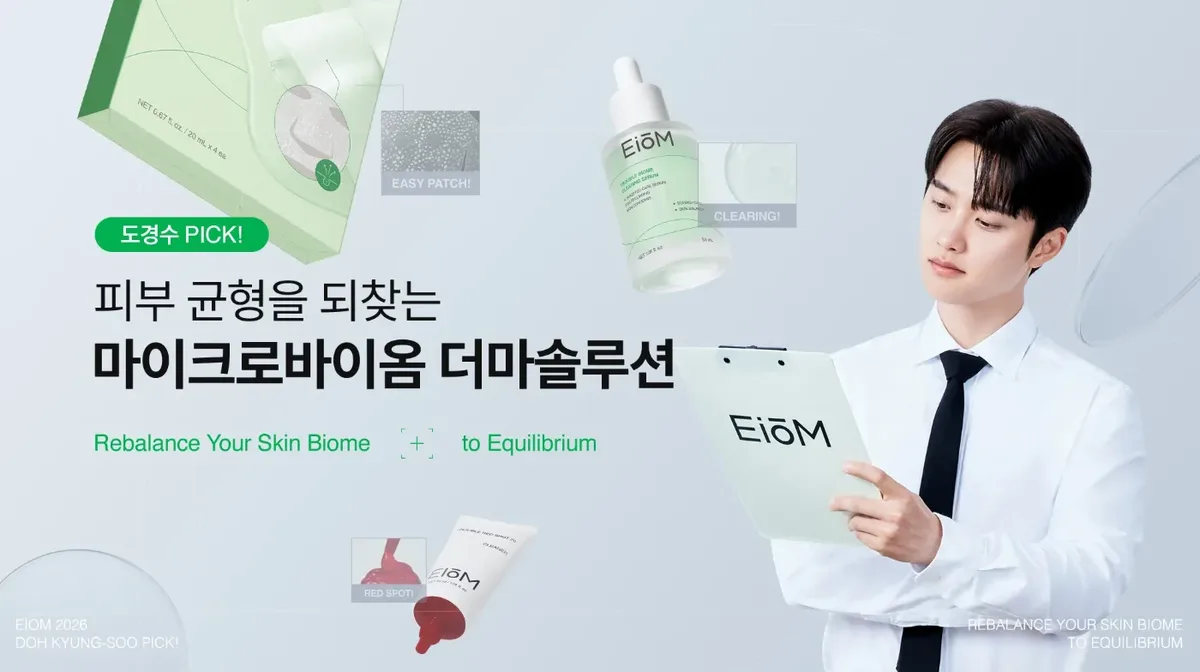 NET 0.67 fl. oz. / 20 mL x 4 ea
EASY PATCH!
EiōM
CLEARING SERUM
CLEARING!
도경수 PICK!
피부 균형을 되찾는
마이크로바이옴 더마솔루션
Rebalance Your Skin Biome
to Equilibrium
EiōM
RED SPOT!
EiōM
EIOM 2026
DOH KYUNG-SOO PICK!
REBALANCE YOUR SKIN BIOME
TO EQUILIBRIUM